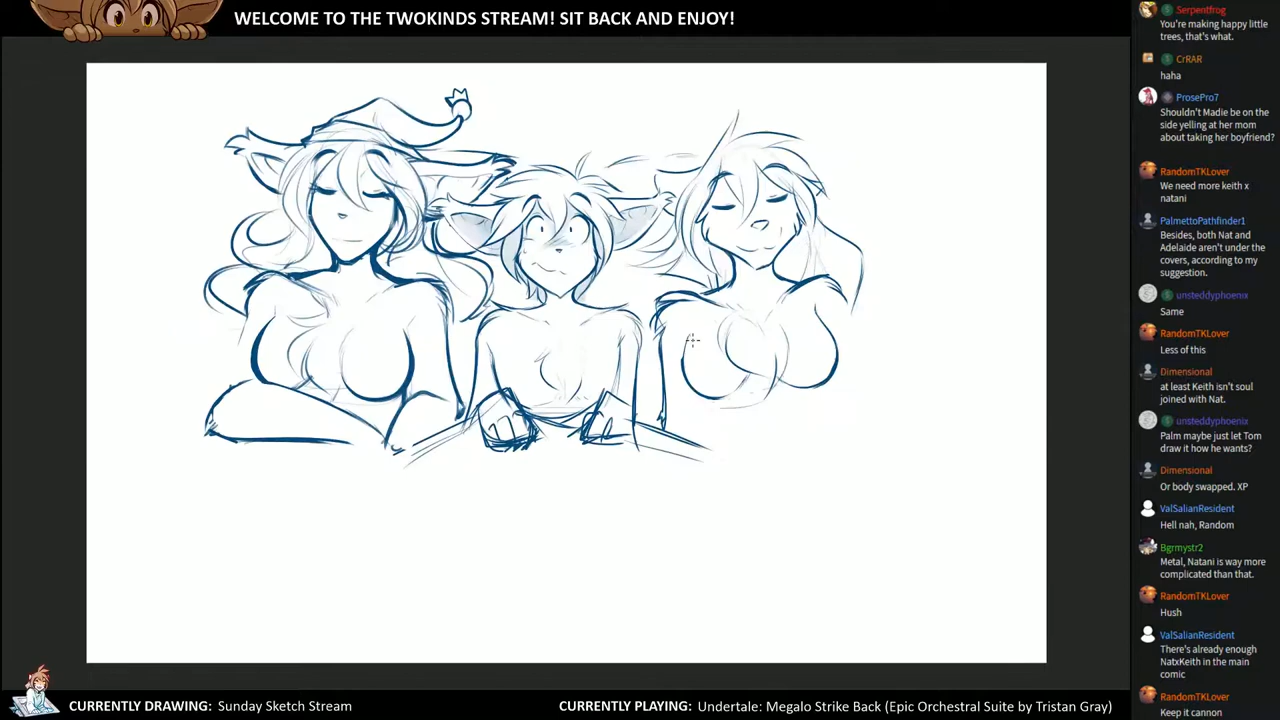 WELCOME TO THE TWOKINDS STREAM! SIT BACK AND ENJOY!
Serpentfrog
You're making happy little
trees, that's what.
CrRAR
haha
ProsePro7
Shouldn't Madie be on the
side yelling at her mom
about taking her boyfriend?
RandomTKLover
We need more keith x
natani
PalmettoPathfinder1
Besides, both Nat and
Adelaide aren't under the
covers, according to my
suggestion.
unsteddyphoenix
Same
RandomTKLover
Less of this
Dimensional
at least Keith isn't soul
joined with Nat.
unsteddyphoenix
Palm maybe just let Tom
draw it how he wants?
Dimensional
Or body swapped. XP
ValSalianResident
Hell nah, Random
Bgrmystr2
Metal, Natani is way more
complicated than that.
RandomTKLover
Hush
ValSalianResident
There's already enough
NatxKeith in the main
comic
RandomTKLover
Keep it cannon
CURRENTLY DRAWING: Sunday Sketch Stream
CURRENTLY PLAYING: Undertale: Megalo Strike Back (Epic Orchestral Suite by Tristan Gray)